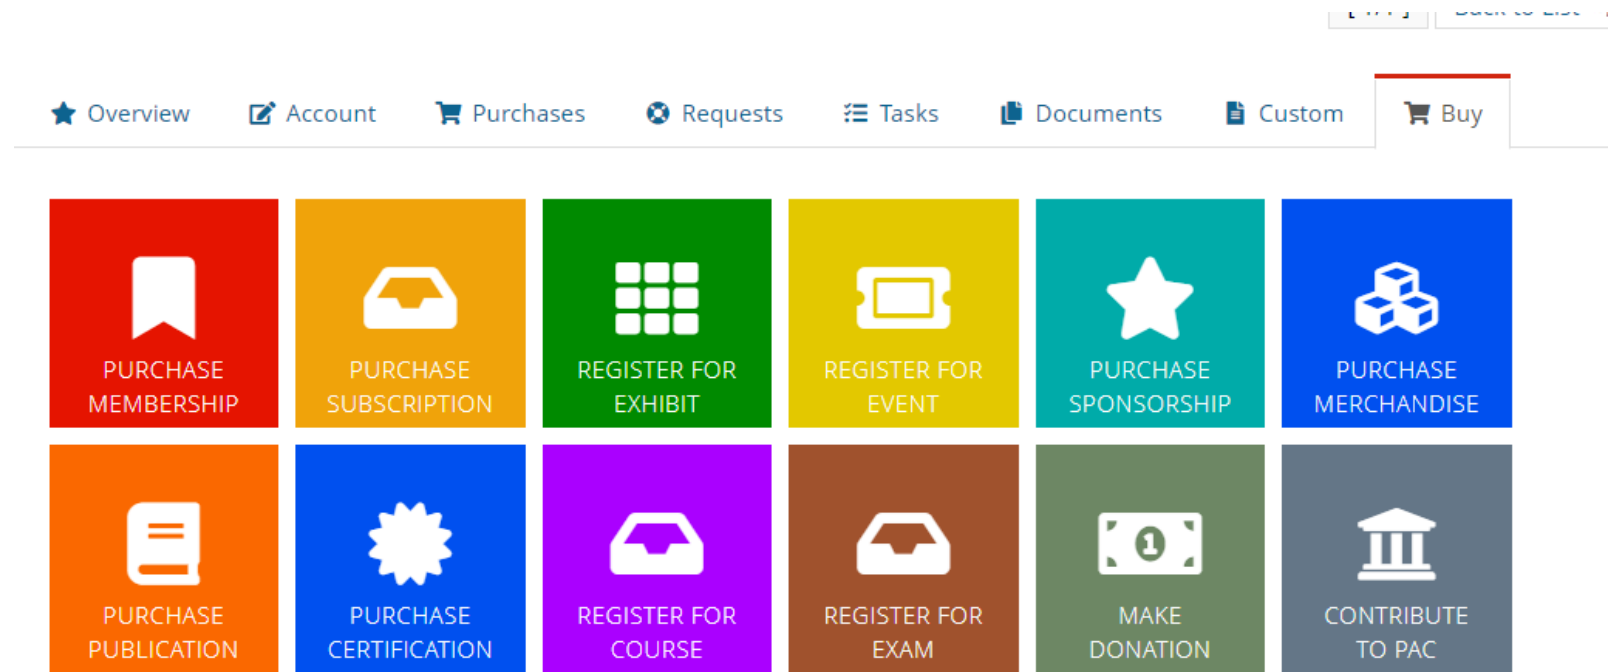 Overview Account Purchases Requests Tasks Documents Custom Buy
PURCHASE MEMBERSHIP
PURCHASE SUBSCRIPTION
REGISTER FOR EXHIBIT
REGISTER FOR EVENT
PURCHASE SPONSORSHIP
PURCHASE MERCHANDISE
PURCHASE PUBLICATION
PURCHASE CERTIFICATION
REGISTER FOR COURSE
REGISTER FOR EXAM
1
MAKE DONATION
CONTRIBUTE TO PAC